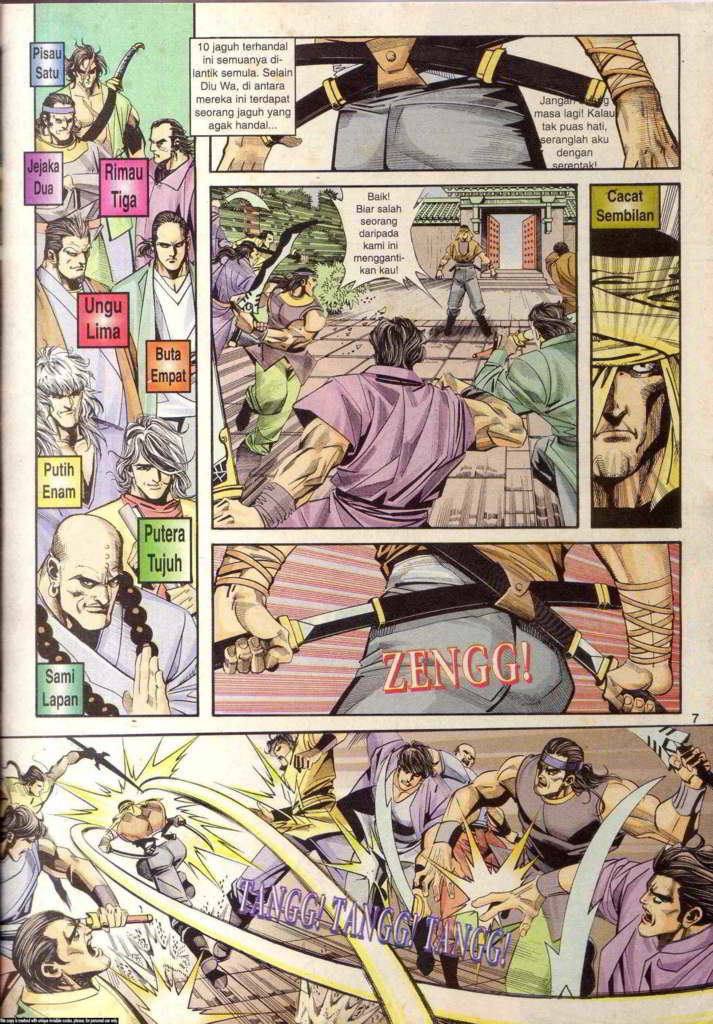 Pisau
Satu
Jejaka
Dua
Rimau
Tiga
Ungu
Lima
Buta
Empat
Putih
Enam
Putera
Tujuh
Sami
Lapan
10 jaguh terhandal
ini semuanya di-
lantik semula. Selain
Diu Wa, di antara
mereka ini terdapat
seorang jaguh yang
agak handal...
Jangan
masa lagi! Kalau
tak puas hati,
seranglah aku
dengan
serentak!
Baik!
Biar salah
seorang
daripada
kami ini
mengganti-
kan kau!
Cacat
Sembilan
ZENGG!
7
TANGG! TANGG! TANGG!